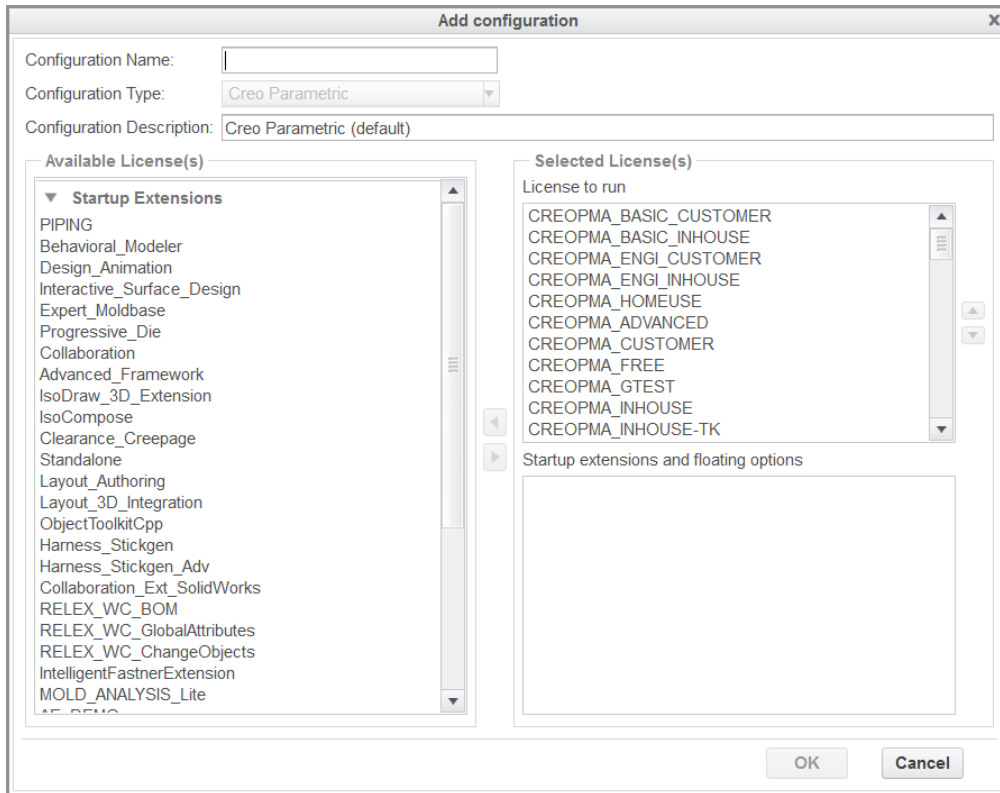 Add configuration
x
Configuration Name:
Configuration Type: Creo Parametric
Configuration Description: Creo Parametric (default)
Available License(s)
Startup Extensions
PIPING
Behavioral_Modeler
Design_Animation
Interactive_Surface_Design
Expert_Moldbase
Progressive_Die
Collaboration
Advanced_Framework
IsoDraw_3D_Extension
IsoCompose
Clearance_Creepage
Standalone
Layout_Authoring
Layout_3D_Integration
ObjectToolkitCpp
Harness_Stickgen
Harness_Stickgen_Adv
Collaboration_Ext_SolidWorks
RELEX_WC_BOM
RELEX_WC_GlobalAttributes
RELEX_WC_ChangeObjects
IntelligentFastnerExtension
MOLD_ANALYSIS_Lite
Selected License(s)
License to run
CREOPMA_BASIC_CUSTOMER
CREOPMA_BASIC_INHOUSE
CREOPMA_ENGI_CUSTOMER
CREOPMA_ENGI_INHOUSE
CREOPMA_HOMEUSE
CREOPMA_ADVANCED
CREOPMA_CUSTOMER
CREOPMA_FREE
CREOPMA_GTEST
CREOPMA_INHOUSE
CREOPMA_INHOUSE-TK
Startup extensions and floating options
OK
Cancel